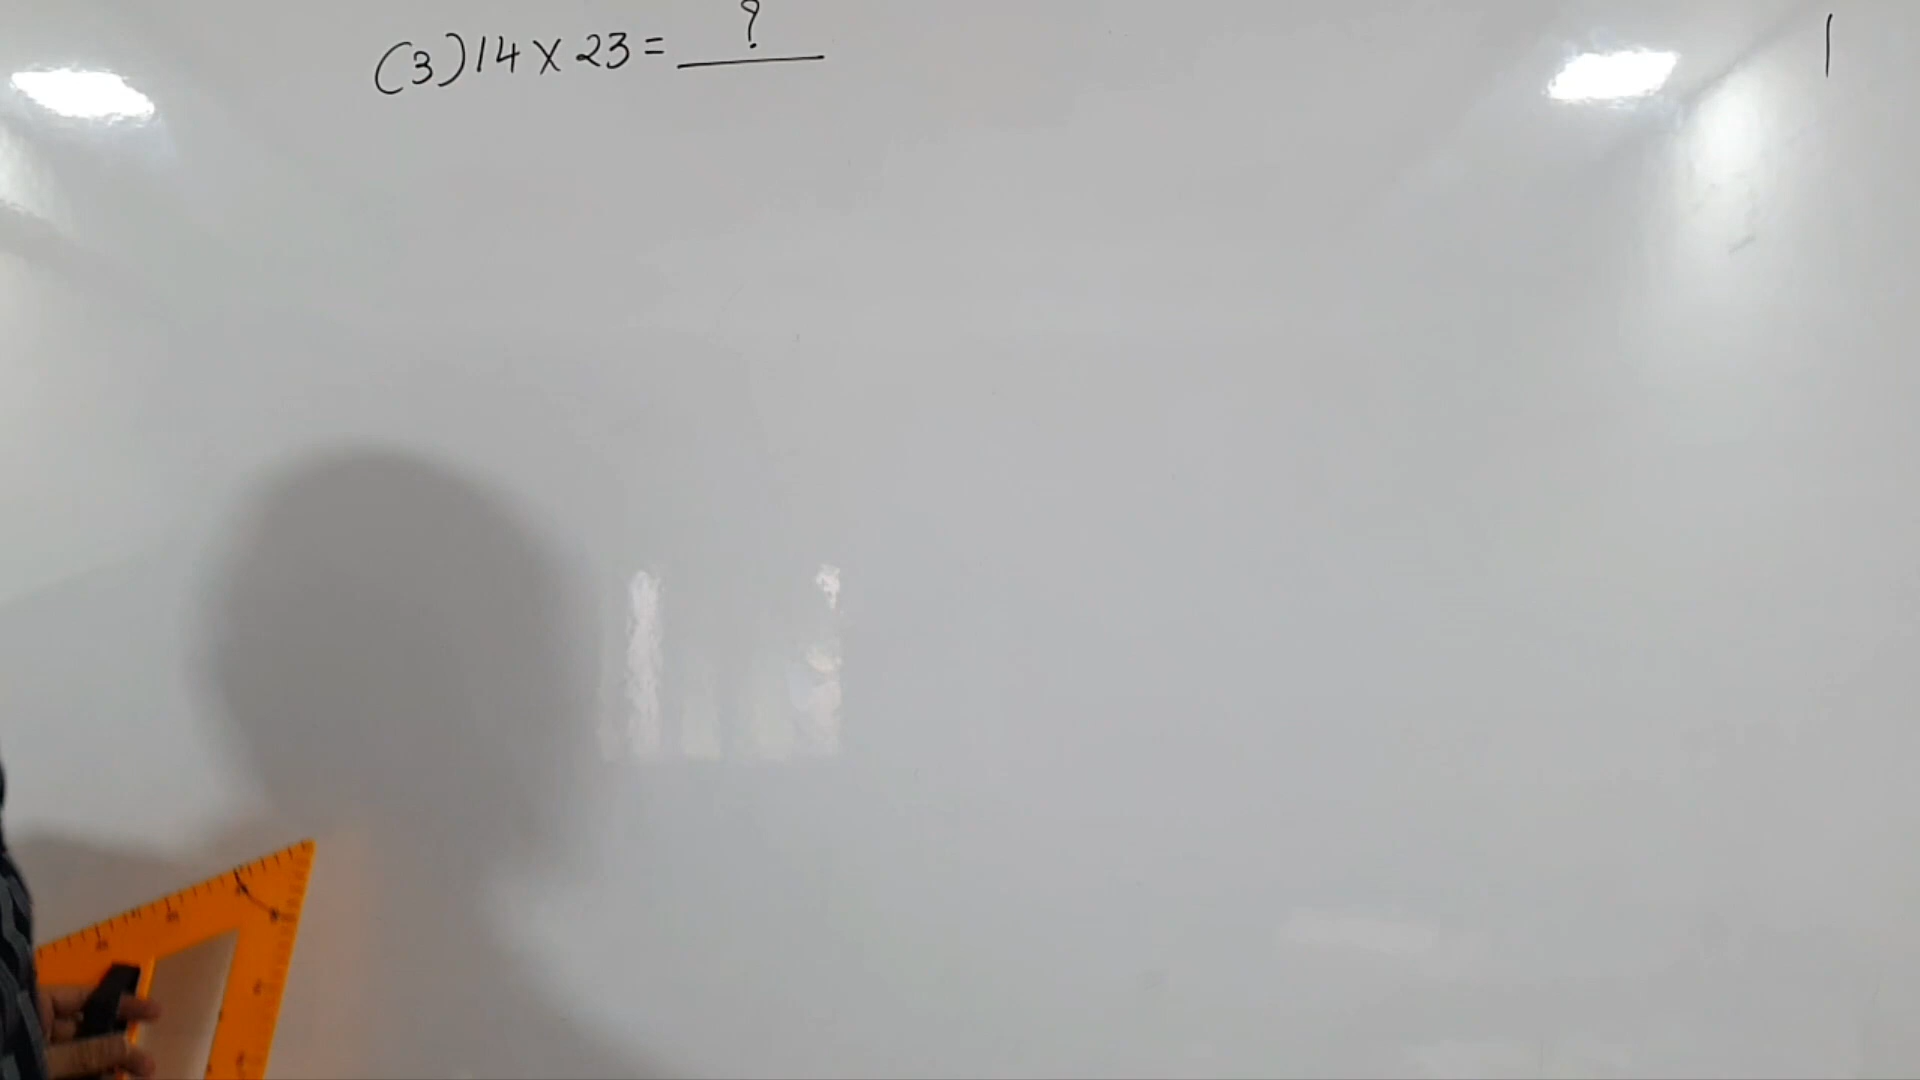 (3) 14 × 23 = ?